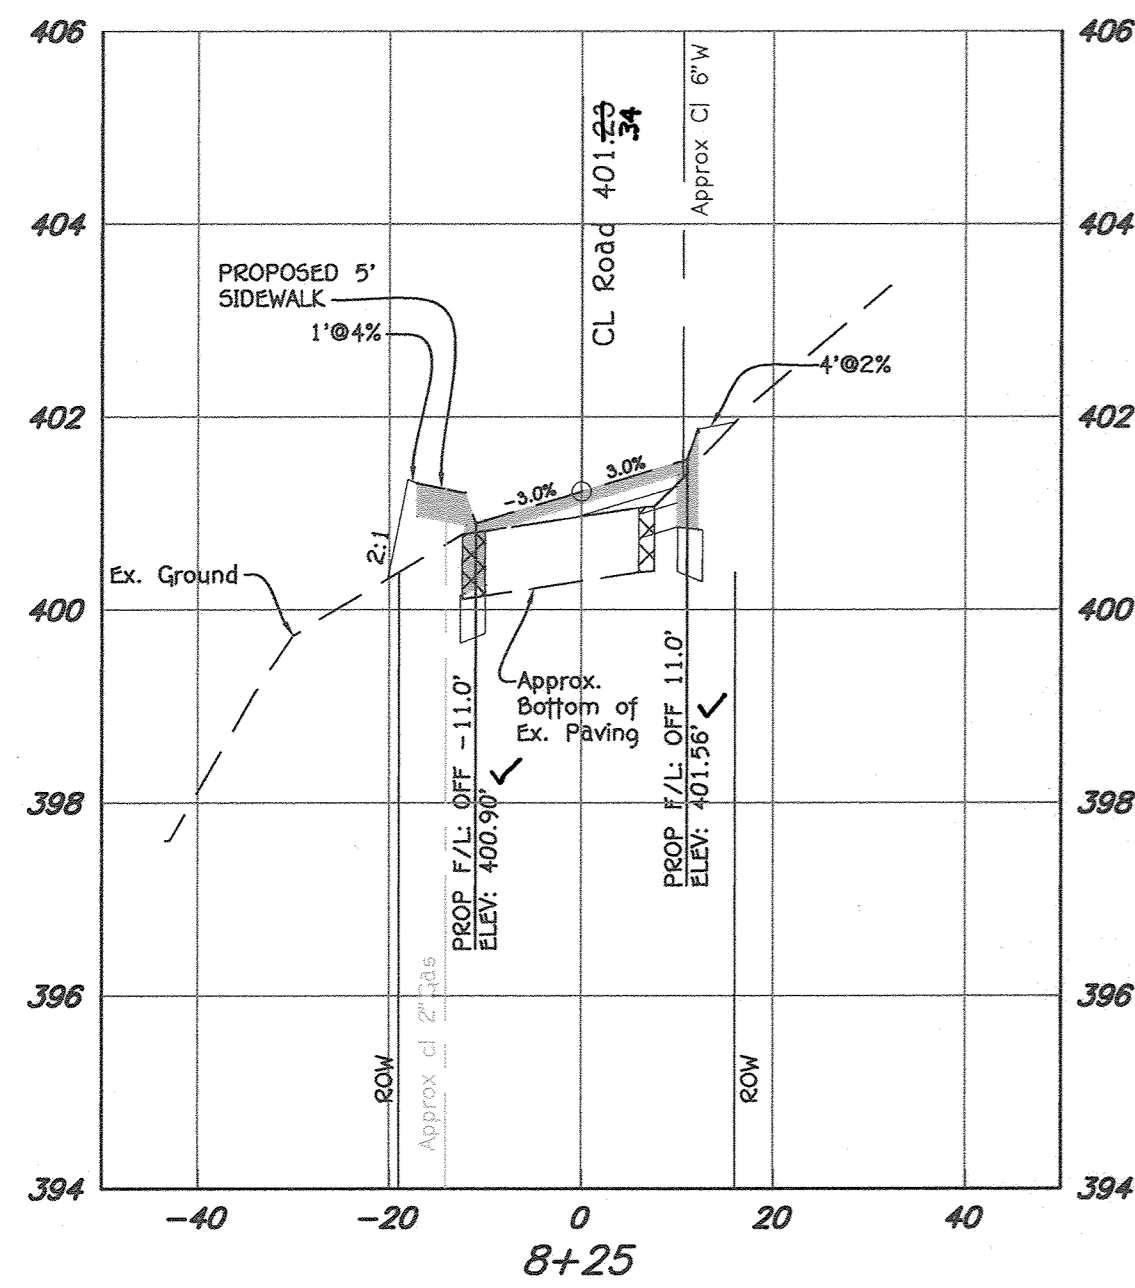 406
406
CL Road 401.23
.34
Approx Cl 6"W
404
404
PROPOSED 5'
SIDEWALK
1'@4%
4'@2%
402
402
-3.0%
3.0%
2:1
Ex. Ground
400
400
Approx.
Bottom of
Ex. Paving
PROP F/L: OFF -11.0'
ELEV: 400.90'
PROP F/L: OFF 11.0'
ELEV: 401.56'
398
398
Approx cl 2"Gas
396
396
ROW
ROW
394
394
-40
-20
0
20
40
8+25